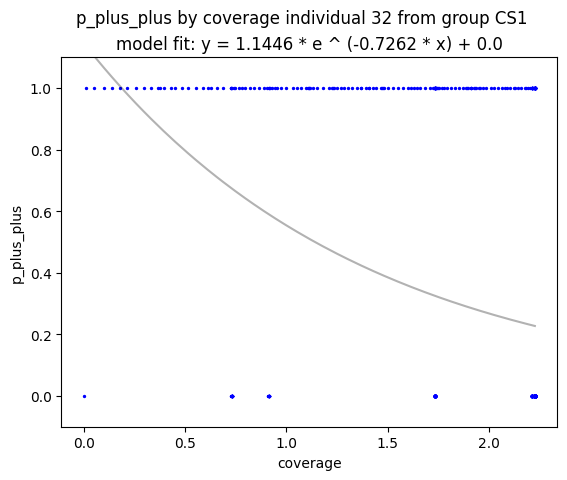 p_plus_plus by coverage individual 32 from group CS1
model fit: y = 1.1446 * e ^ (-0.7262 * x) + 0.0
1.0
0.8
0.6
0.4
0.2
0.0
p_plus_plus
0.0 0.5 1.0 1.5 2.0
coverage